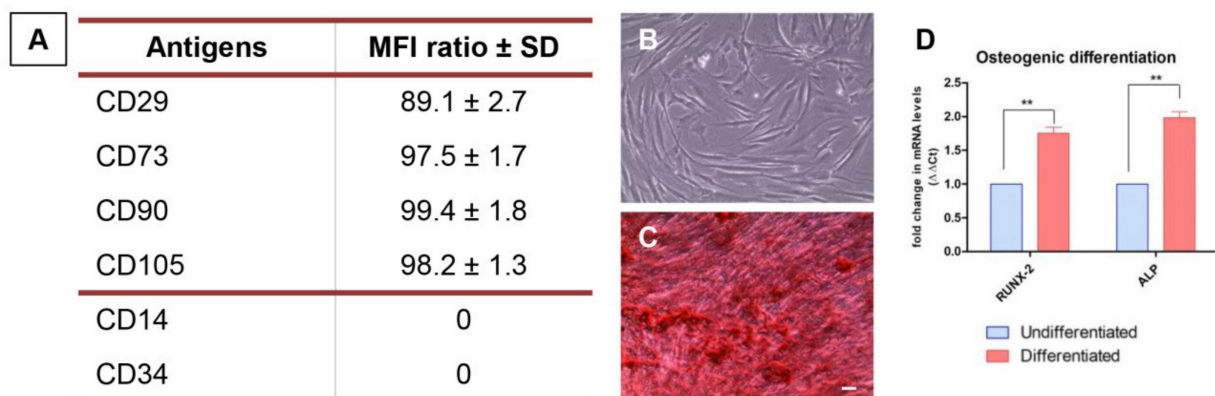 A
Antigens MFI ratio ± SD
CD29 89.1 ± 2.7
CD73 97.5 ± 1.7
CD90 99.4 ± 1.8
CD105 98.2 ± 1.3
CD14 0
CD34 0
B
C
D
Osteogenic differentiation
fold change in mRNA levels
(ΔΔCt)
2.5
2.0
1.5
1.0
0.5
0.0
**
**
RUNX-2
ALP
Undifferentiated
Differentiated